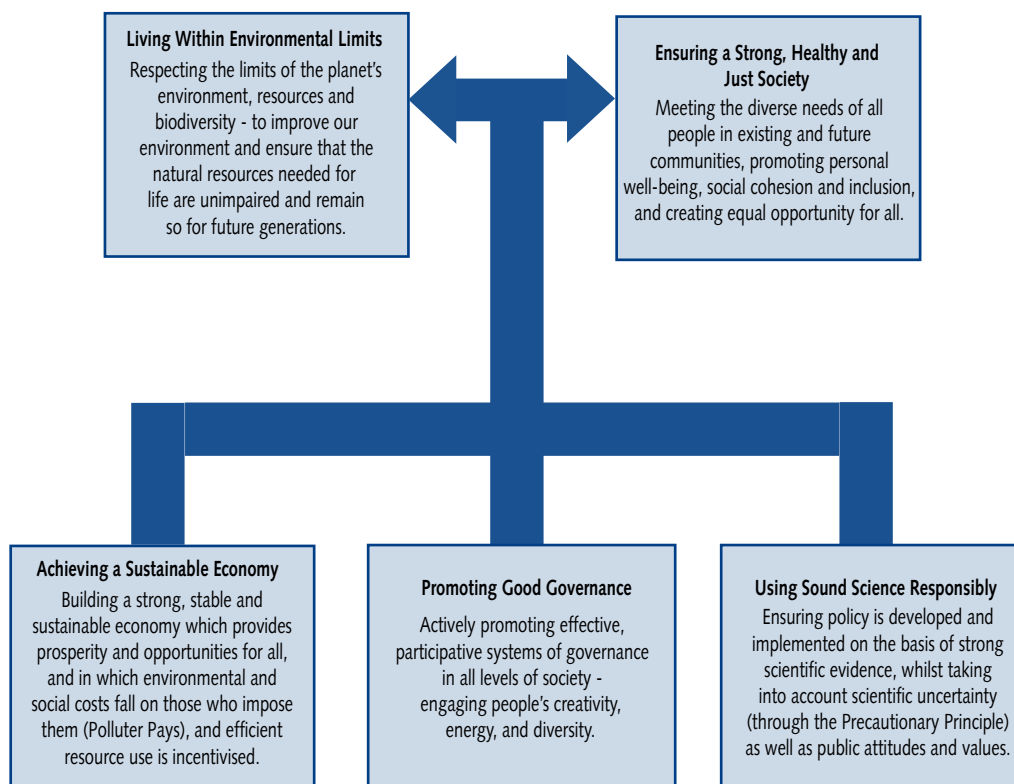 Living Within Environmental Limits
Respecting the limits of the planet's
environment, resources and
biodiversity - to improve our
environment and ensure that the
natural resources needed for
life are unimpaired and remain
so for future generations.
Ensuring a Strong, Healthy and
Just Society
Meeting the diverse needs of all
people in existing and future
communities, promoting personal
well-being, social cohesion and inclusion,
and creating equal opportunity for all.
Achieving a Sustainable Economy
Building a strong, stable and
sustainable economy which provides
prosperity and opportunities for all,
and in which environmental and
social costs fall on those who impose
them (Polluter Pays), and efficient
resource use is incentivised.
Promoting Good Governance
Actively promoting effective,
participative systems of governance
in all levels of society -
engaging people's creativity,
energy, and diversity.
Using Sound Science Responsibly
Ensuring policy is developed and
implemented on the basis of strong
scientific evidence, whilst taking
into account scientific uncertainty
(through the Precautionary Principle)
as well as public attitudes and values.